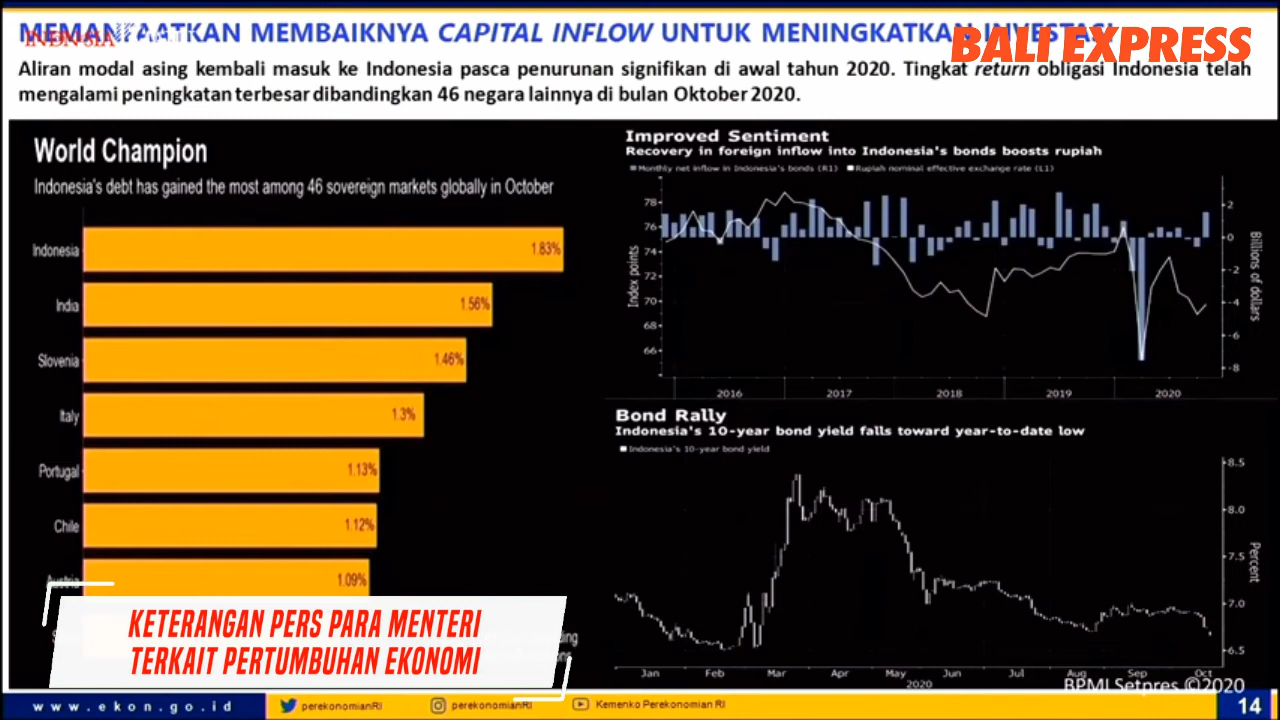 MEMANFAATKAN MEMBAIKNYA CAPITAL INFLOW UNTUK MENINGKATKAN INVESTASI
BALI EXPRESS
Aliran modal asing kembali masuk ke Indonesia pasca penurunan signifikan di awal tahun 2020. Tingkat return obligasi Indonesia telah
mengalami peningkatan terbesar dibandingkan 46 negara lainnya di bulan Oktober 2020.
World Champion
Indonesia's debt has gained the most among 46 sovereign markets globally in October
Indonesia 1.83%
India 1.56%
Slovenia 1.46%
Italy 1.3%
Portugal 1.13%
Chile 1.12%
Austria 1.09%
Improved Sentiment
Recovery in foreign inflow into Indonesia's bonds boosts rupiah
Monthly net inflow in Indonesia's bonds (R1) Rupiah nominal effective exchange rate (L1)
78
76
74
72
70
68
66
Index points
2
0
-2
-4
-6
-8
Billions of dollars
2016 2017 2018 2019 2020
Bond Rally
Indonesia's 10-year bond yield falls toward year-to-date low
Indonesia's 10-year bond yield
8.5
8.0
7.5
7.0
6.5
Percent
Jan Feb Mar Apr May Jun Jul Aug Sep Oct
2020
KETERANGAN PERS PARA MENTERI
TERKAIT PERTUMBUHAN EKONOMI
BPMI Setpres ©2020
www.ekon.go.id perekonomianRI perekonomianRI Kemenko Perekonomian RI 14